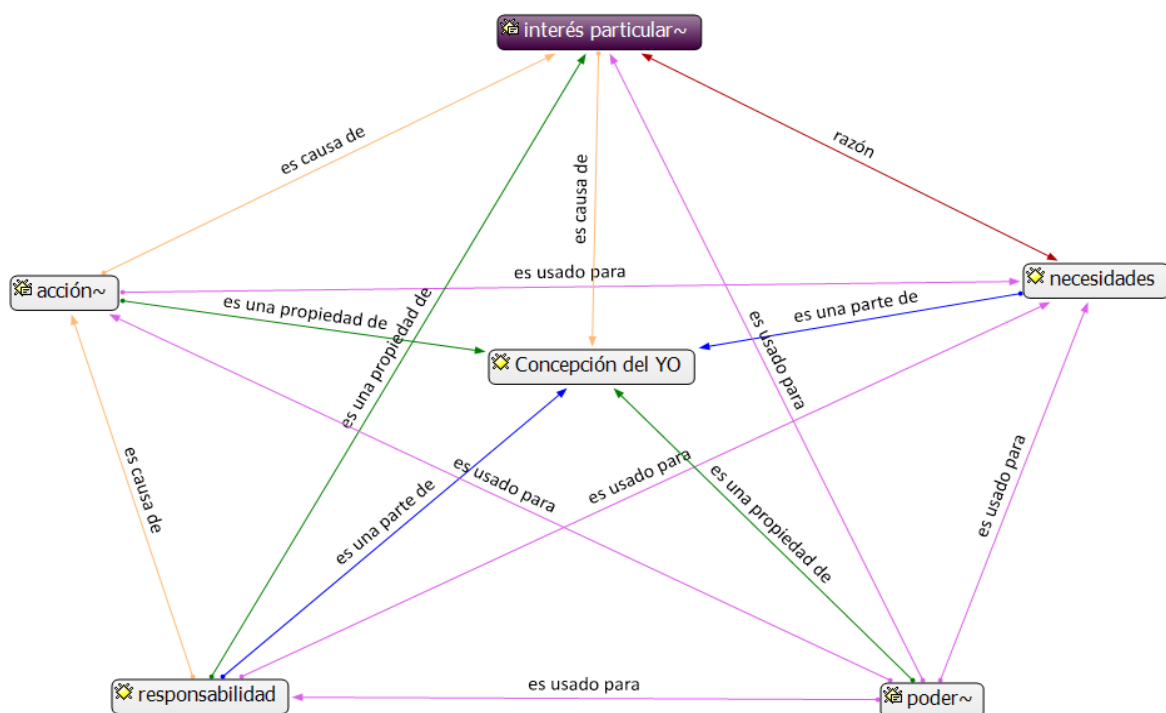 interés particular~
es causa de
razón
es causa de
es usado para
necesidades
acción~
es una propiedad de
es una parte de
es una propiedad de
es usado para
Concepción del YO
es usado para
es usado para
es causa de
es una parte de
es una propiedad de
es usado para
es usado para
responsabilidad
poder~